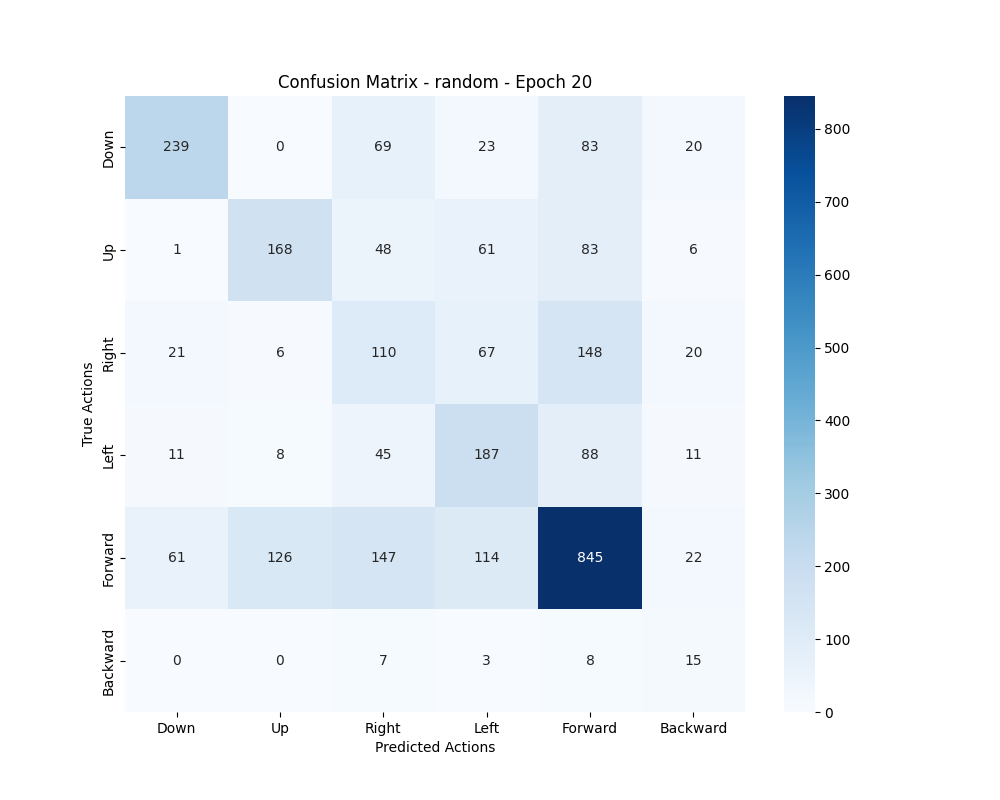 Confusion Matrix - random - Epoch 20
True Actions
Down 239 0 69 23 83 20
Up 1 168 48 61 83 6
Right 21 6 110 67 148 20
Left 11 8 45 187 88 11
Forward 61 126 147 114 845 22
Backward 0 0 7 3 8 15
Down Up Right Left Forward Backward
Predicted Actions
800
700
600
500
400
300
200
100
0